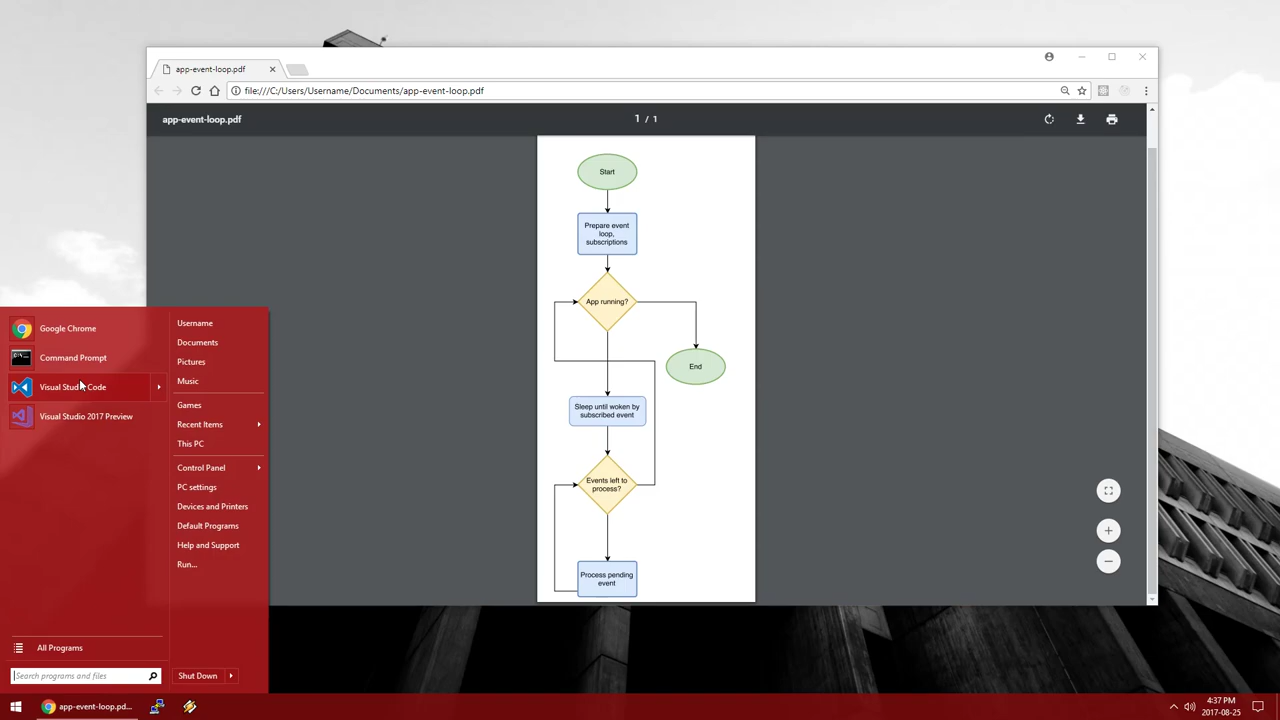 app-event-loop.pdf
file:///C:/Users/Username/Documents/app-event-loop.pdf
app-event-loop.pdf
1 / 1
Start
Prepare event
loop,
subscriptions
App running?
End
Sleep until woken by
subscribed event
Events left to
process?
Process pending
event
Google Chrome
Command Prompt
Visual Studio Code
Visual Studio 2017 Preview
All Programs
Search programs and files
Username
Documents
Pictures
Music
Games
Recent Items
This PC
Control Panel
PC settings
Devices and Printers
Default Programs
Help and Support
Run...
Shut Down
app-event-loop.pd...
4:37 PM
2017-08-25